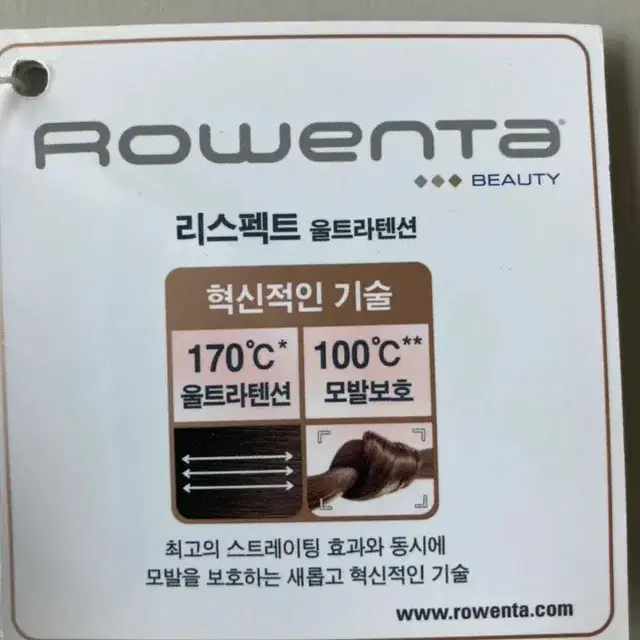 Rowenta®
BEAUTY
리스펙트 울트라텐션
혁신적인 기술
170℃* 100℃**
울트라텐션 모발보호
최고의 스트레이팅 효과와 동시에
모발을 보호하는 새롭고 혁신적인 기술
www.rowenta.com